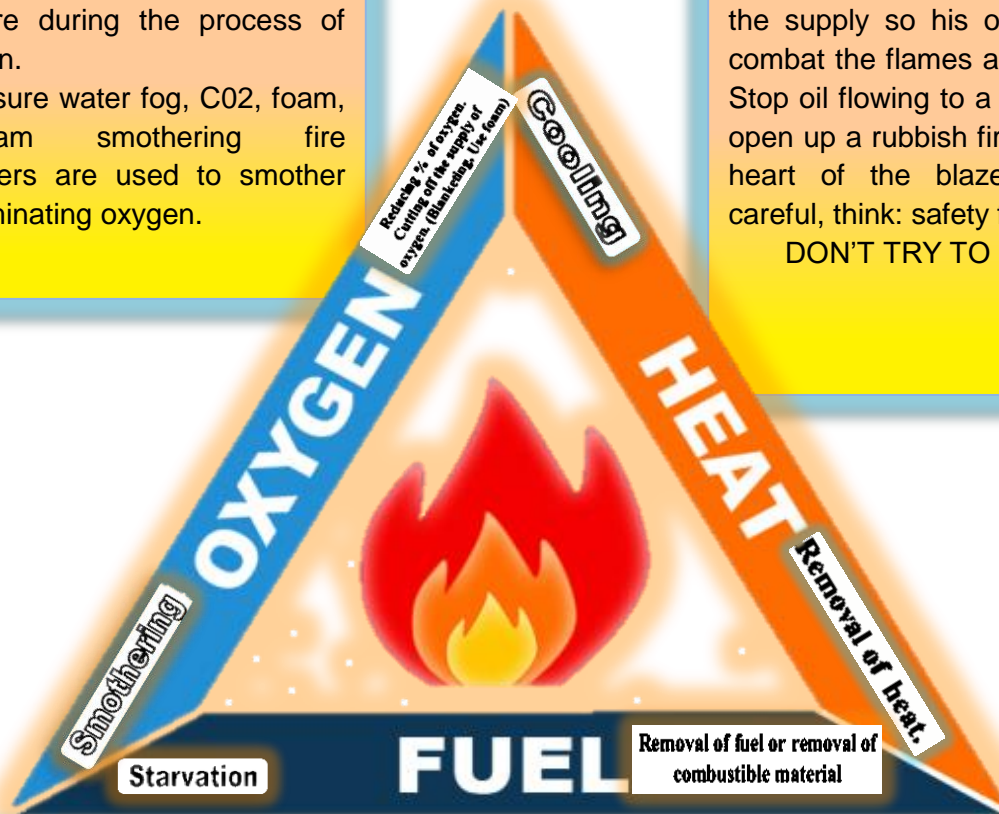 re during the process of
n.
sure water fog, C02, foam,
am smothering fire
ers are used to smother
minating oxygen.
the supply so his o
combat the flames a
Stop oil flowing to a
open up a rubbish fir
heart of the blaze
careful, think: safety
DON'T TRY TO
Reducing % of oxygen.
Cutting off the supply of
oxygen. (Blanketing. Use foam)
Cooling
OXYGEN
HEAT
Smothering
Removal of heat.
Starvation
FUEL
Removal of fuel or removal of
combustible material